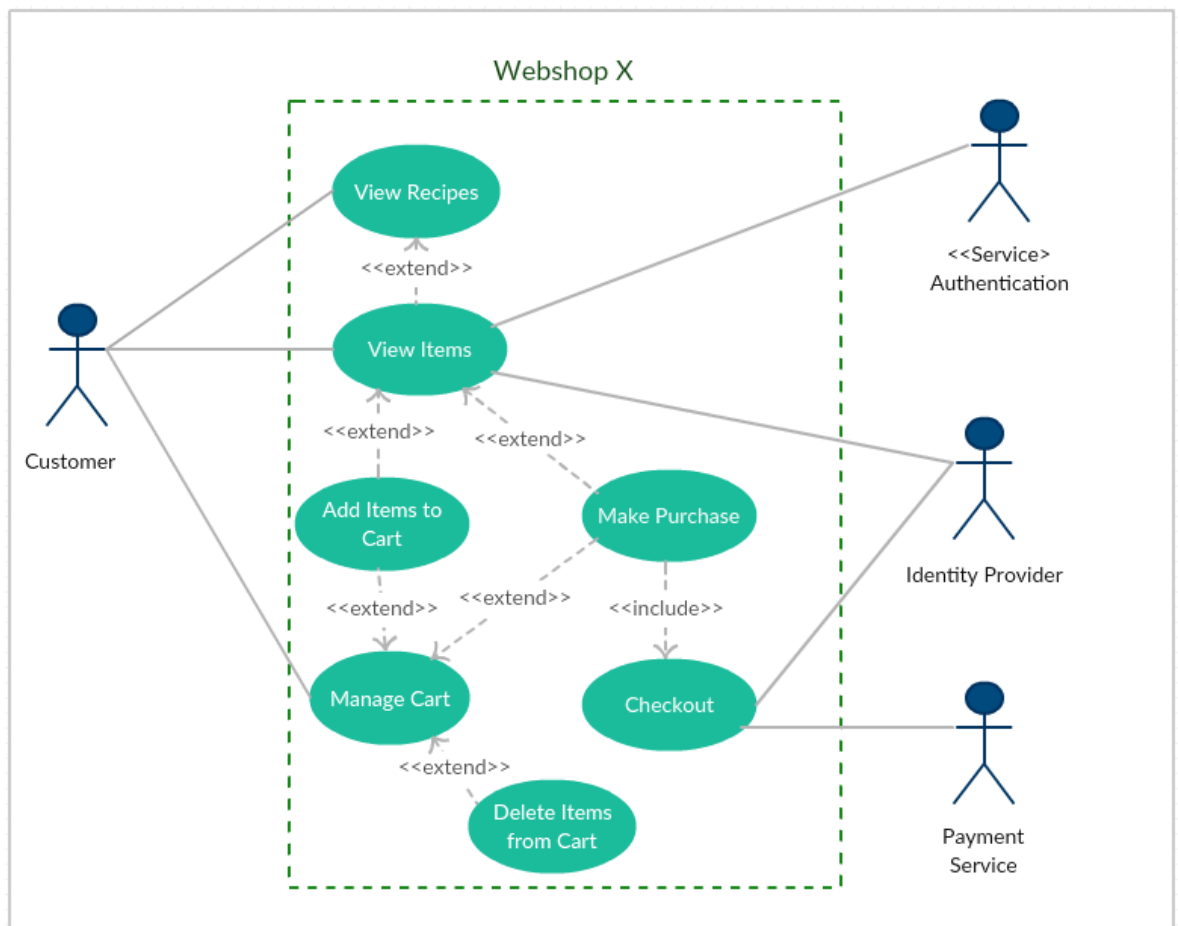 Webshop X
View Recipes
<<extend>>
<<Service>
Authentication
View Items
Customer
<<extend>>
<<extend>>
Add Items to
Cart
Make Purchase
Identity Provider
<<extend>>
<<extend>>
<<include>>
Manage Cart
Checkout
<<extend>>
Delete Items
from Cart
Payment
Service